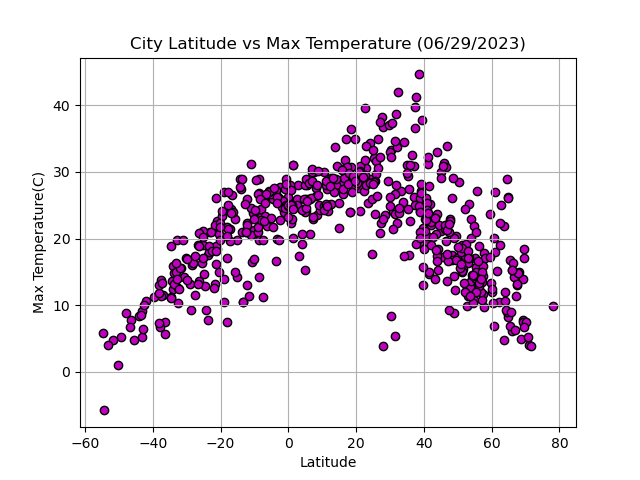 City Latitude vs Max Temperature (06/29/2023)
Max Temperature(C)
40
30
20
10
0
−60 −40 −20 0 20 40 60 80
Latitude